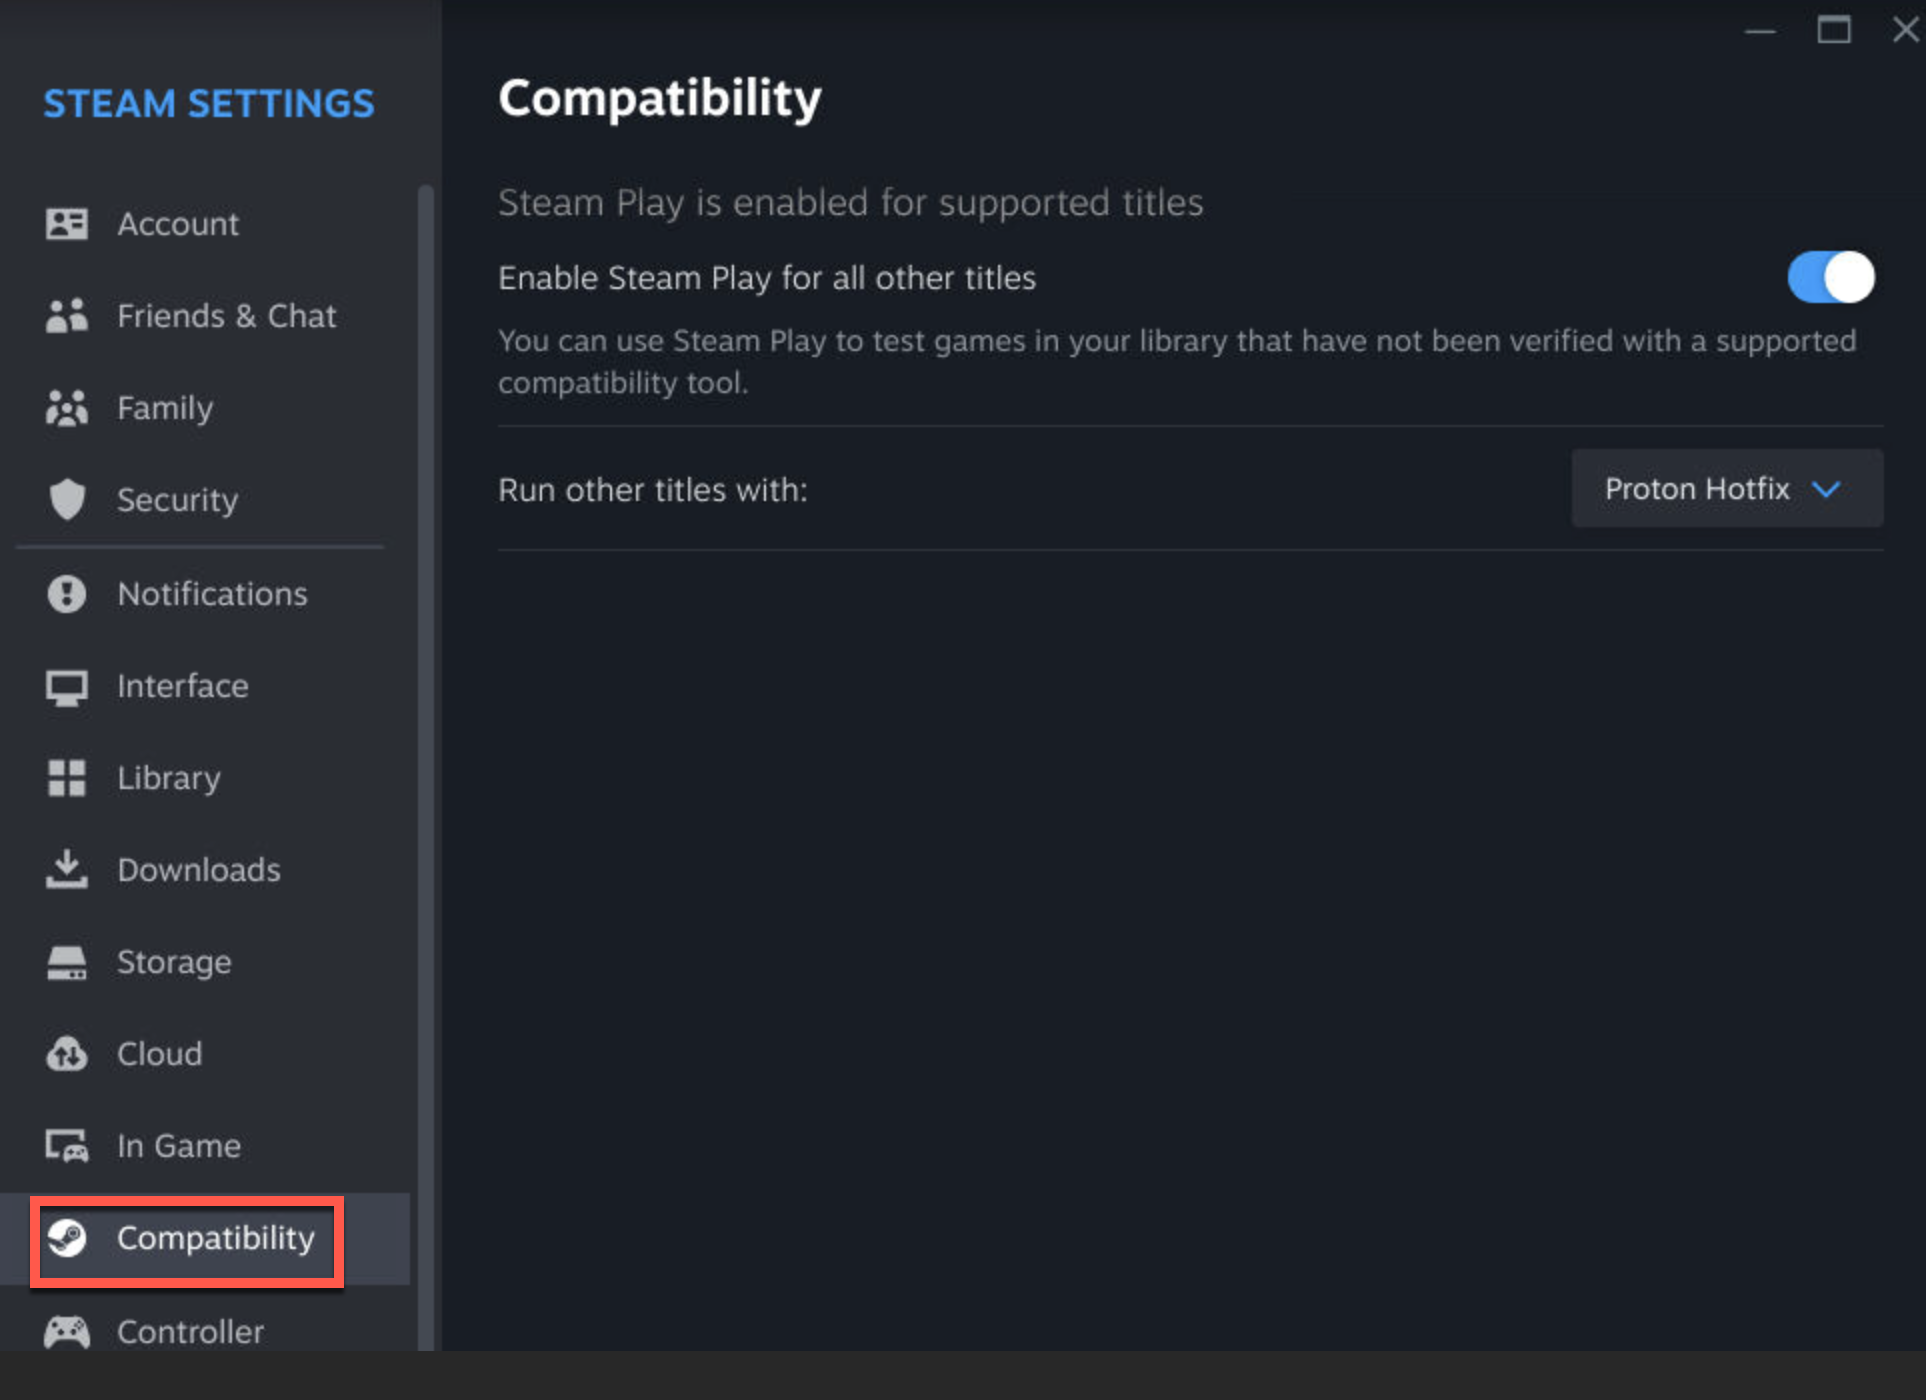 STEAM SETTINGS
Account
Friends & Chat
Family
Security
Notifications
Interface
Library
Downloads
Storage
Cloud
In Game
Compatibility
Controller
Compatibility
Steam Play is enabled for supported titles
Enable Steam Play for all other titles
You can use Steam Play to test games in your library that have not been verified with a supported
compatibility tool.
Run other titles with:
Proton Hotfix